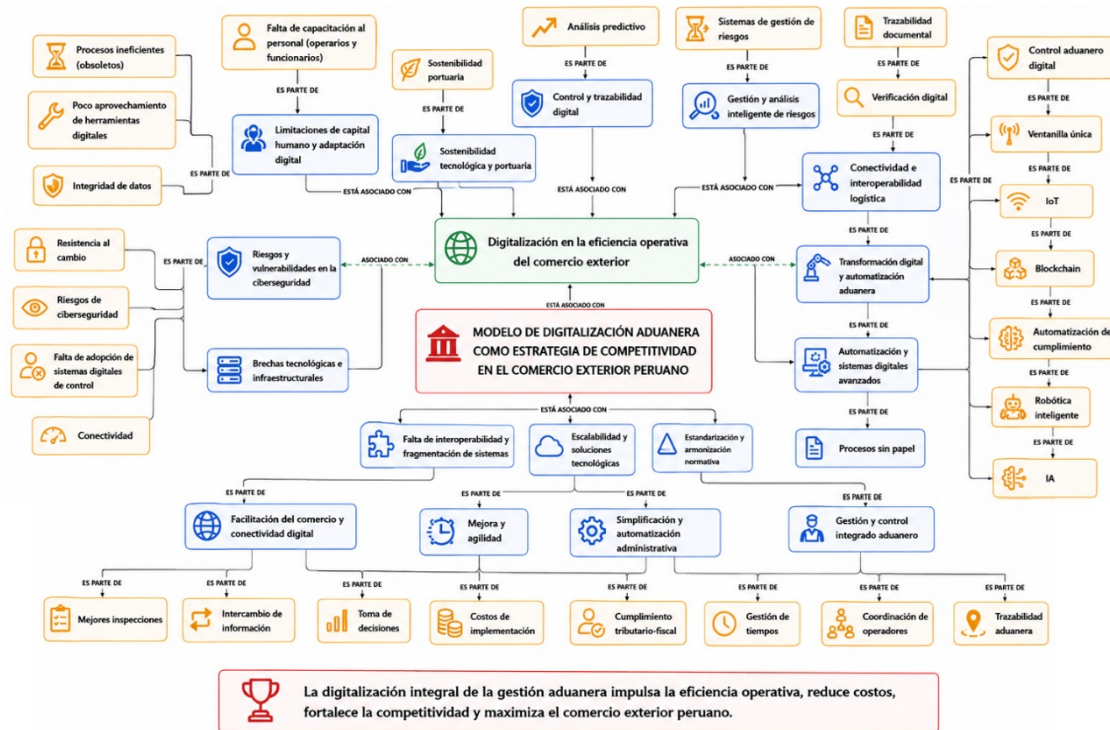 Falta de capacitación al
personal (operarios y
funcionarios)
Análisis predictivo
Sistemas de gestión de
riesgos
Trazabilidad
documental
Procesos ineficientes
(obsoletos)
Sostenibilidad
portuaria
Control aduanero
digital
ES PARTE DE
ES PARTE DE
ES PARTE DE
ES PARTE DE
ES PARTE DE
ES PARTE DE
Poco aprovechamiento
de herramientas
digitales
Control y trazabilidad
digital
Gestión y análisis
inteligente de riesgos
Verificación digital
Limitaciones de capital
humano y adaptación
digital
Ventanilla única
ES PARTE DE
Sostenibilidad
tecnológica y portuaria
ES PARTE DE
ES PARTE DE
Integridad de datos
ES PARTE DE
ES PARTE DE
Conectividad e
interoperabilidad
logística
ESTÁ ASOCIADO CON
ESTÁ ASOCIADO CON
ESTÁ ASOCIADO CON
IoT
Resistencia al
cambio
ES PARTE DE
Riesgos y
vulnerabilidades en la
ciberseguridad
ASOCIADO CON
Digitalización en la eficiencia operativa
del comercio exterior
ASOCIADO CON
ES PARTE DE
Transformación digital
y automatización
aduanera
ES PARTE DE
Blockchain
Riesgos de
ciberseguridad
ESTÁ ASOCIADO CON
ES PARTE DE
ES PARTE DE
Falta de adopción de
sistemas digitales
de control
Brechas tecnológicas e
infraestructurales
MODELO DE DIGITALIZACIÓN ADUANERA
COMO ESTRATEGIA DE COMPETITIVIDAD
EN EL COMERCIO EXTERIOR PERUANO
Automatización y
sistemas digitales
avanzados
Automatización de
cumplimiento
ES PARTE DE
ESTÁ ASOCIADO CON
ES PARTE DE
Robótica
inteligente
Conectividad
Falta de interoperabilidad y
fragmentación de sistemas
Escalabilidad y
soluciones
tecnológicas
Estandarización y
armonización
normativa
Procesos sin papel
ES PARTE DE
IA
ES PARTE DE
ES PARTE DE
ES PARTE DE
ES PARTE DE
Facilitación del comercio y
conectividad digital
Mejora y
agilidad
Simplificación y
automatización
administrativa
Gestión y control
integrado aduanero
ES PARTE DE
ES PARTE DE
ES PARTE DE
ES PARTE DE
ES PARTE DE
ES PARTE DE
ES PARTE DE
ES PARTE DE
Mejores inspecciones
Intercambio de
información
Toma de
decisiones
Costos de
implementación
Cumplimiento
tributario-fiscal
Gestión de
tiempos
Coordinación de
operadores
Trazabilidad
aduanera
La digitalización integral de la gestión aduanera impulsa la eficiencia operativa, reduce costos,
fortalece la competitividad y maximiza el comercio exterior peruano.